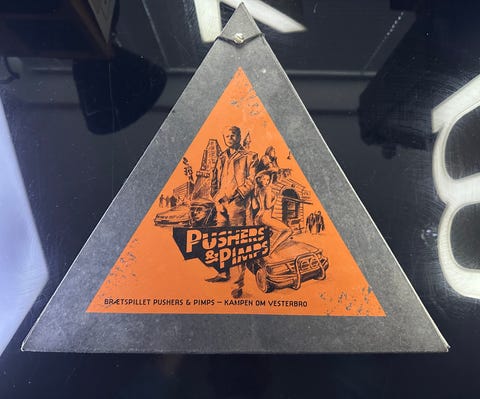 PUSHERS
& PIMPS
BRÆTSPILLET PUSHERS & PIMPS – KAMPEN OM VESTERBRO